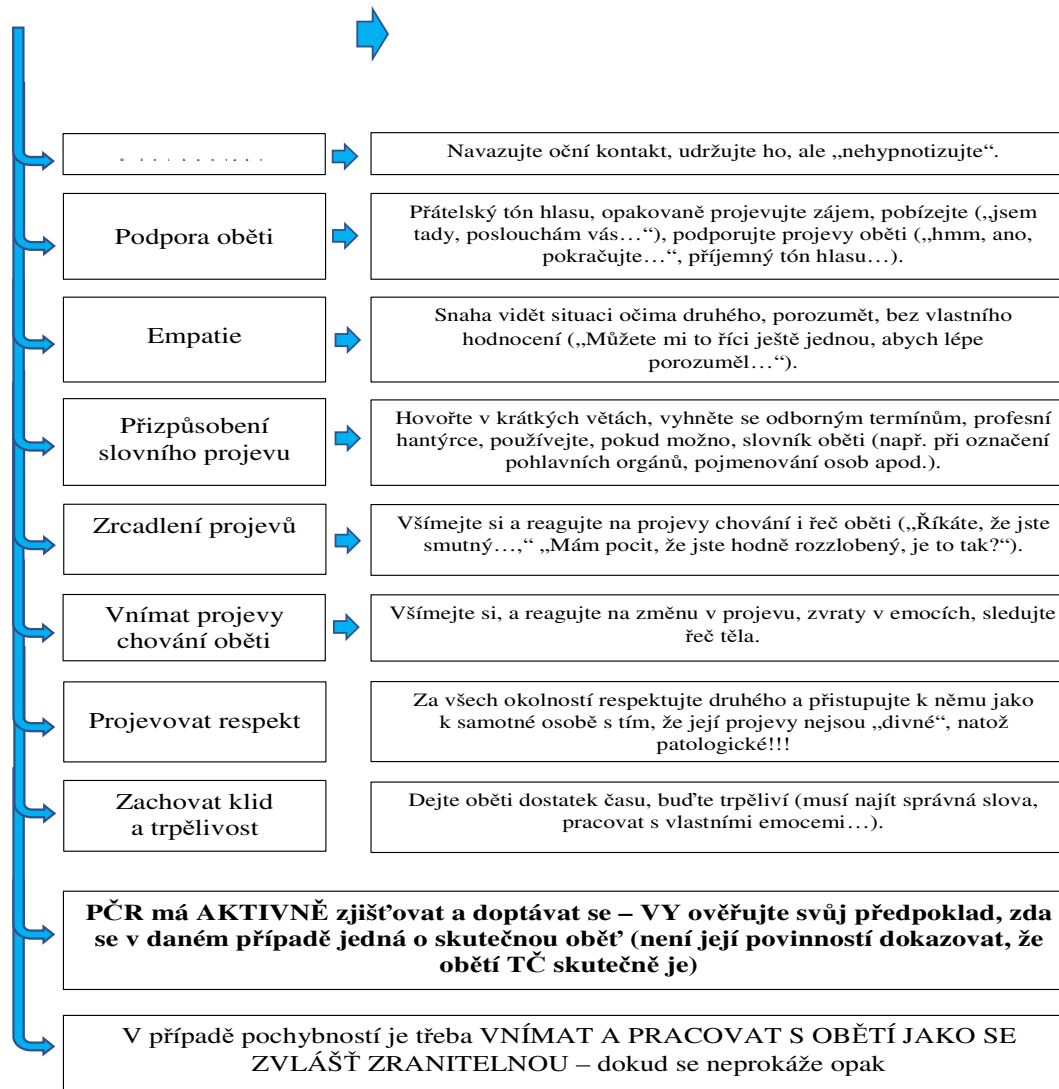 Navazujte oční kontakt, udržujte ho, ale „nehypnotizujte“.
Podpora oběti
Přátelský tón hlasu, opakovaně projevujte zájem, pobízejte („jsem
tady, poslouchám vás…“), podporujte projevy oběti („hmm, ano,
pokračujte…“, příjemný tón hlasu…).
Empatie
Snaha vidět situaci očima druhého, porozumět, bez vlastního
hodnocení („Můžete mi to říci ještě jednou, abych lépe
porozuměl…“).
Přizpůsobení
slovního projevu
Hovořte v krátkých větách, vyhněte se odborným termínům, profesní
hantýrce, používejte, pokud možno, slovník oběti (např. při označení
pohlavních orgánů, pojmenování osob apod.).
Zrcadlení projevů
Všímejte si a reagujte na projevy chování i řeč oběti („Říkáte, že jste
smutný…,“ „Mám pocit, že jste hodně rozzlobený, je to tak?“).
Vnímat projevy
chování oběti
Všímejte si, a reagujte na změnu v projevu, zvraty v emocích, sledujte
řeč těla.
Projevovat respekt
Za všech okolností respektujte druhého a přistupujte k němu jako
k samotné osobě s tím, že její projevy nejsou „divné“, natož
patologické!!!
Zachovat klid
a trpělivost
Dejte oběti dostatek času, buďte trpěliví (musí najít správná slova,
pracovat s vlastními emocemi…).
PČR má AKTIVNĚ zjišťovat a doptávat se – VY ověřujte svůj předpoklad, zda
se v daném případě jedná o skutečnou oběť (není její povinností dokazovat, že
obětí TČ skutečně je)
V případě pochybností je třeba VNÍMAT A PRACOVAT S OBĚTÍ JAKO SE
ZVLÁŠŤ ZRANITELNOU – dokud se neprokáže opak